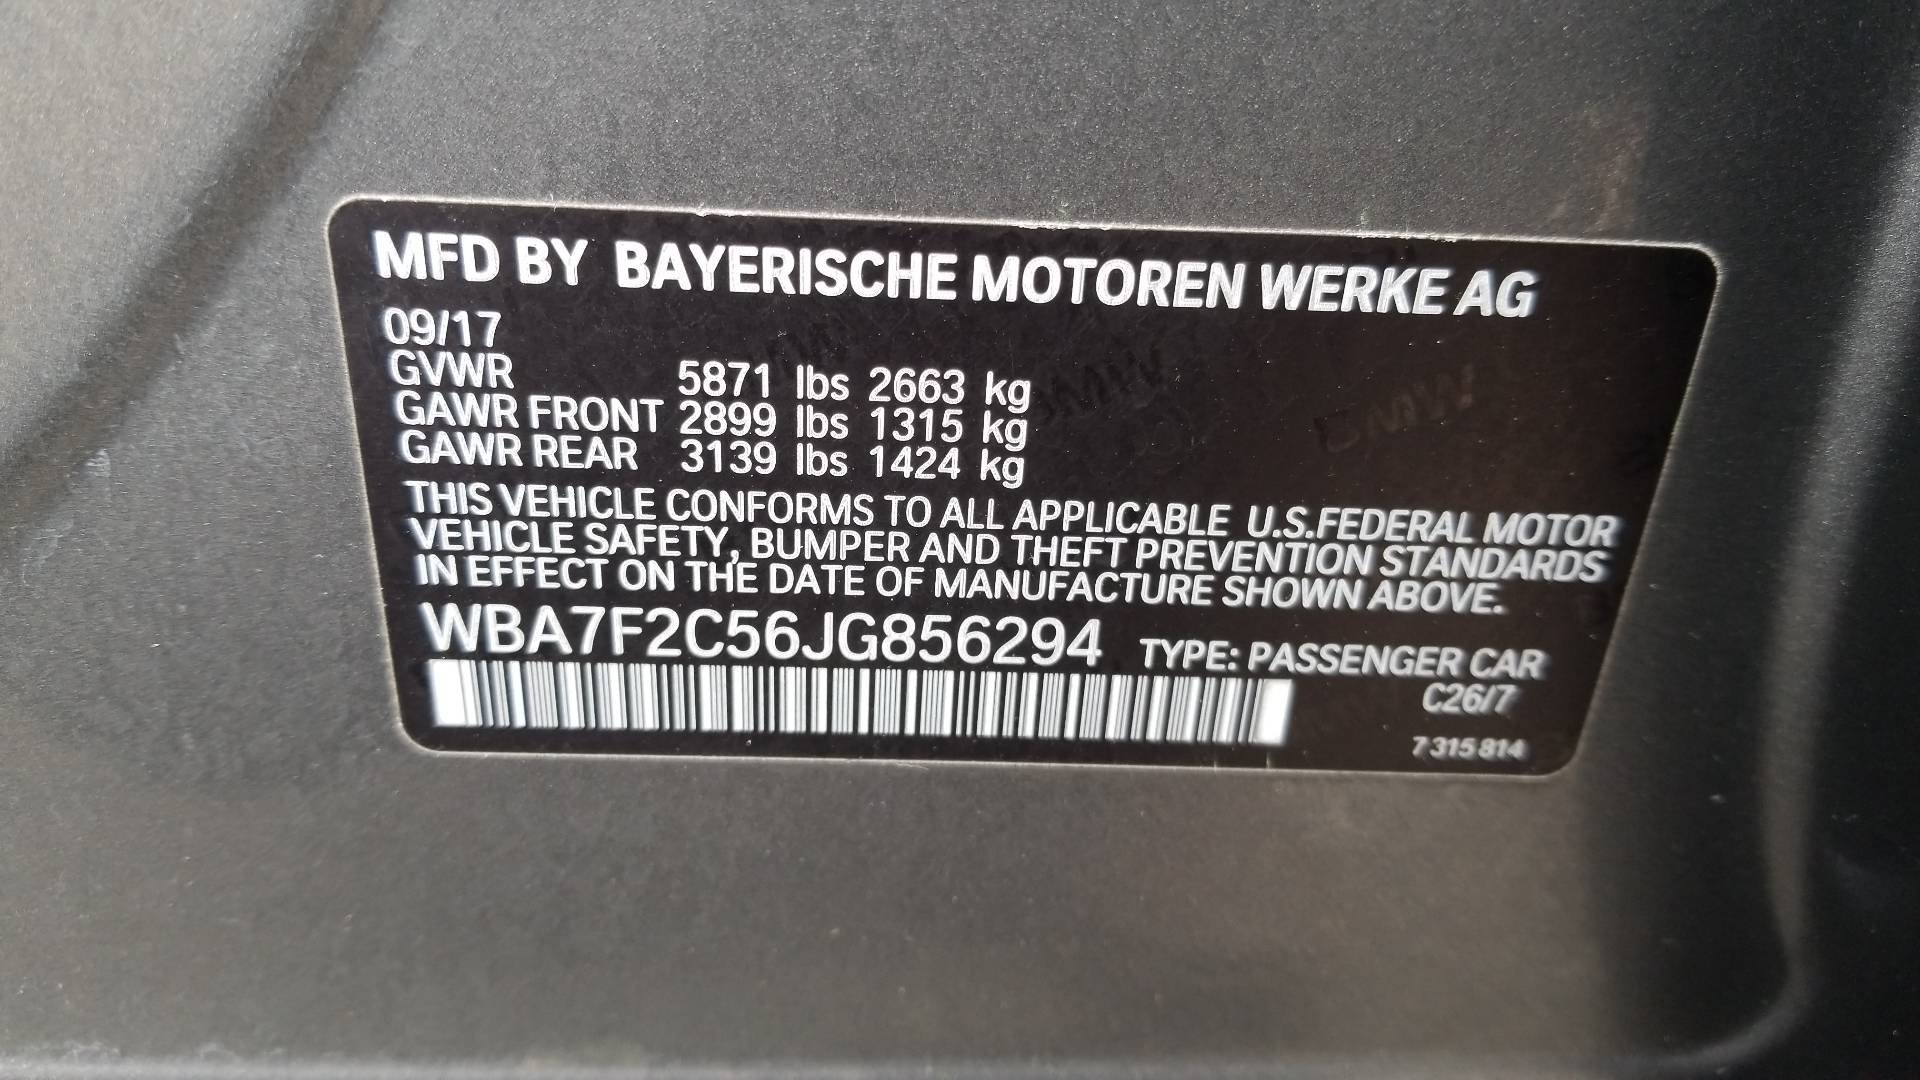 MFD BY BAYERISCHE MOTOREN WERKE AG
09/17
GVWR 5871 lbs 2663 kg
GAWR FRONT 2899 lbs 1315 kg
GAWR REAR 3139 lbs 1424 kg
THIS VEHICLE CONFORMS TO ALL APPLICABLE U.S.FEDERAL MOTOR
VEHICLE SAFETY, BUMPER AND THEFT PREVENTION STANDARDS
IN EFFECT ON THE DATE OF MANUFACTURE SHOWN ABOVE.
WBA7F2C56JG856294 TYPE: PASSENGER CAR
C26/7
7 315 814